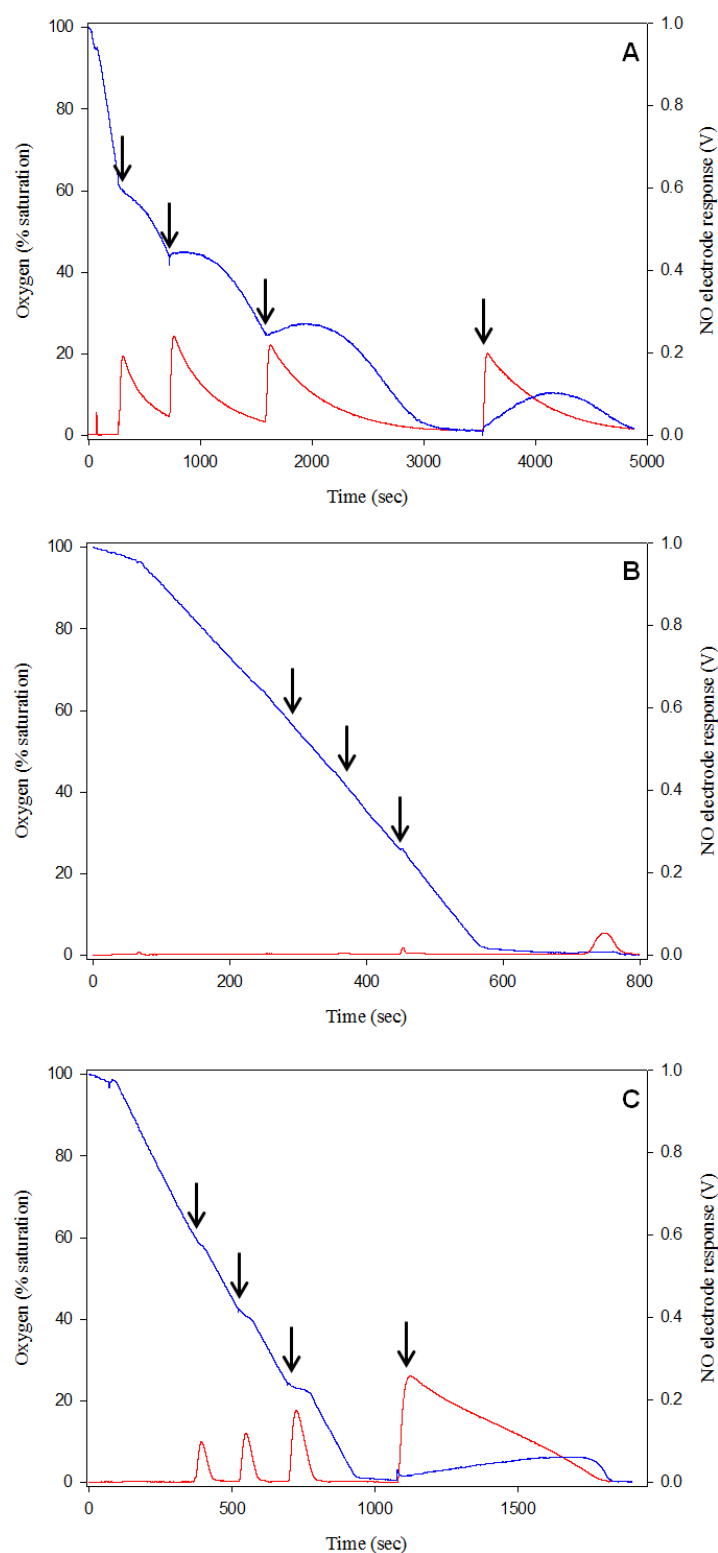 A
100
80
60
40
20
0
Oxygen (% saturation)
1.0
0.8
0.6
0.4
0.2
0.0
NO electrode response (V)
0 1000 2000 3000 4000 5000
Time (sec)
B
100
80
60
40
20
0
Oxygen (% saturation)
1.0
0.8
0.6
0.4
0.2
0.0
NO electrode response (V)
0 200 400 600 800
Time (sec)
C
100
80
60
40
20
0
Oxygen (% saturation)
1.0
0.8
0.6
0.4
0.2
0.0
NO electrode response (V)
0 500 1000 1500
Time (sec)